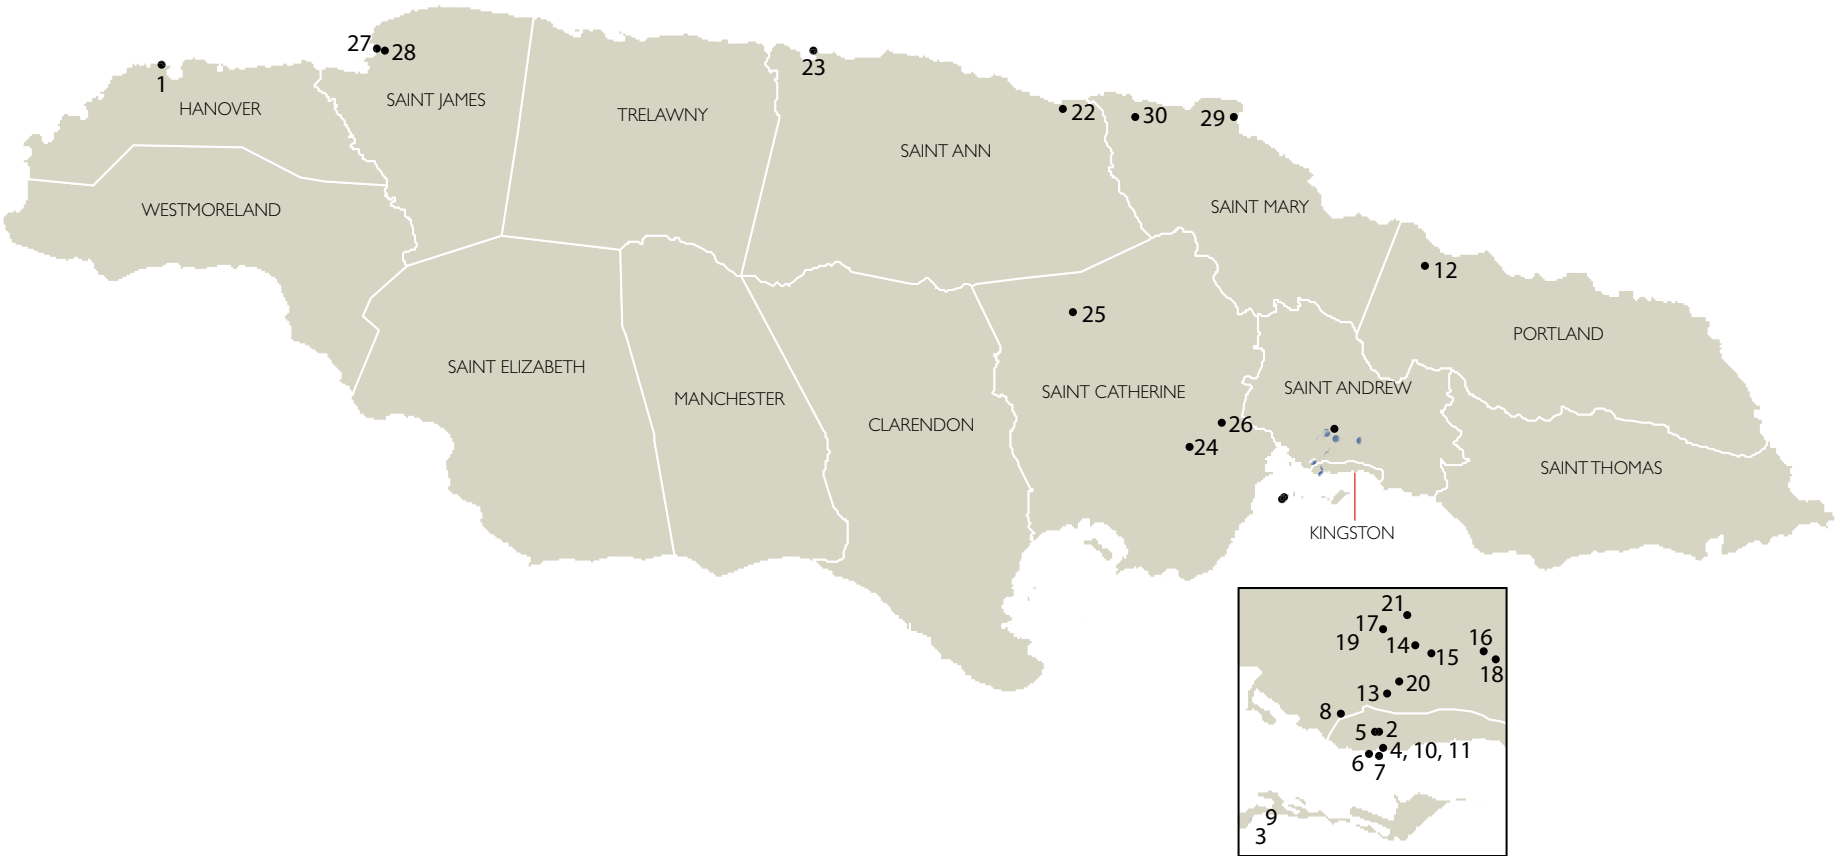 27
28
1
23
HANOVER
SAINT JAMES
TRELAWNY
22
30
29
SAINT ANN
WESTMORELAND
SAINT MARY
12
25
PORTLAND
SAINT ELIZABETH
MANCHESTER
SAINT CATHERINE
SAINT ANDREW
CLARENDON
26
24
SAINT THOMAS
KINGSTON
21
17
19
14
15
16
18
20
13
8
5
2
4, 10, 11
6
7
9
3